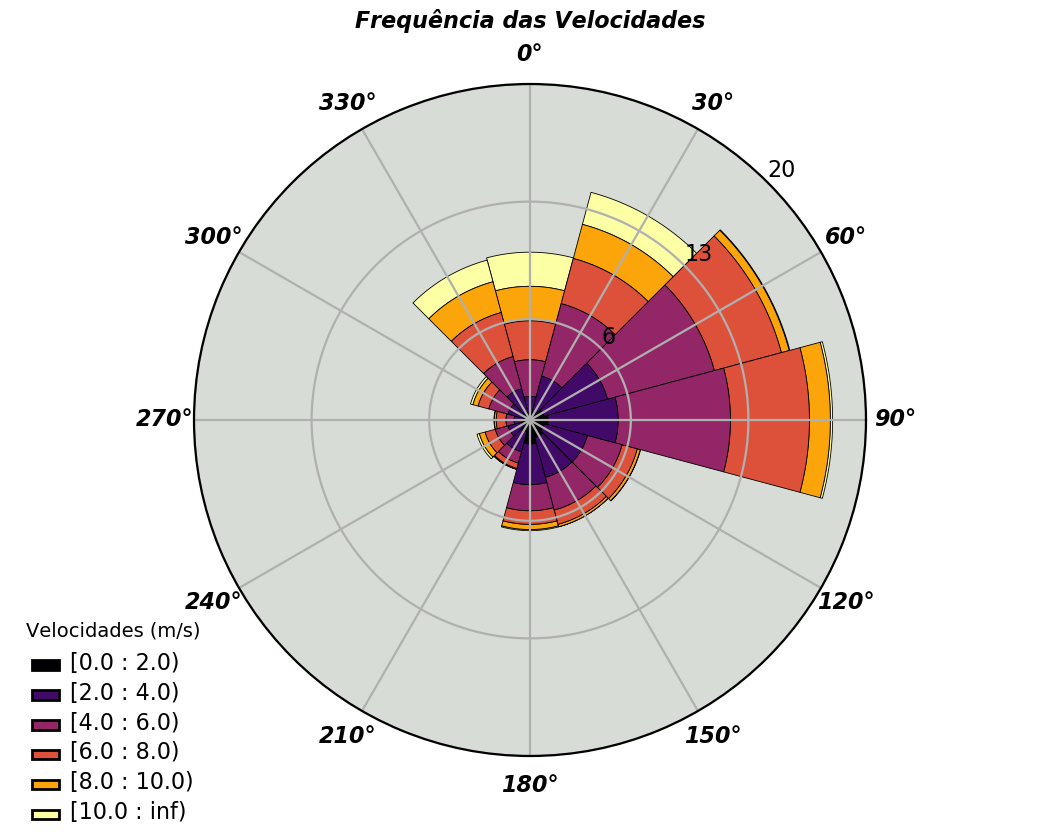 Frequência das Velocidades
0°
330°
30°
20
300°
60°
13
6
270°
90°
240°
120°
210°
150°
180°
Velocidades (m/s)
[0.0 : 2.0)
[2.0 : 4.0)
[4.0 : 6.0)
[6.0 : 8.0)
[8.0 : 10.0)
[10.0 : inf)